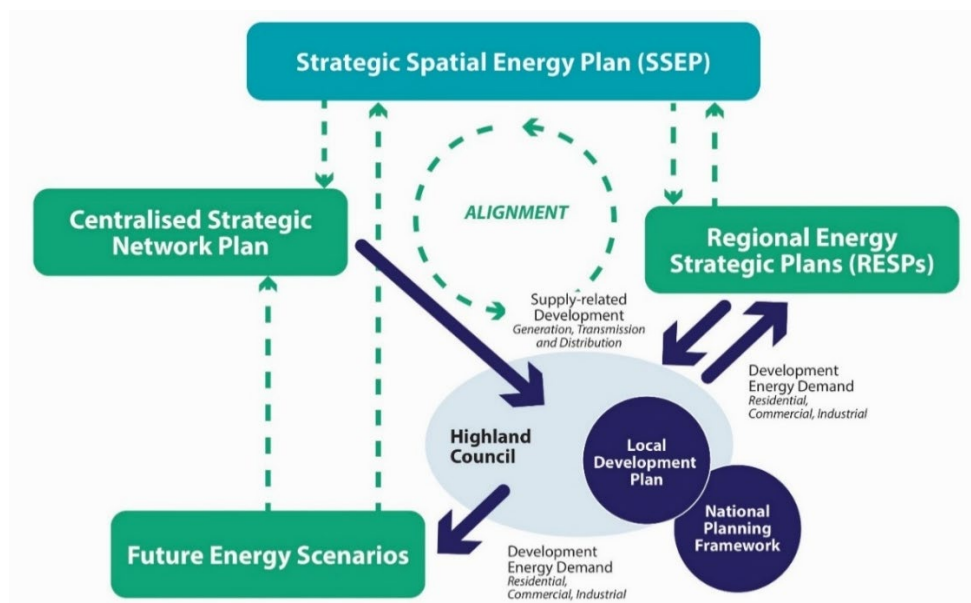 Strategic Spatial Energy Plan (SSEP)
Centralised Strategic
Network Plan
ALIGNMENT
Regional Energy
Strategic Plans (RESPs)
Supply-related
Development
Generation, Transmission
and Distribution
Development
Energy Demand
Residential,
Commercial, Industrial
Highland
Council
Local
Development
Plan
National
Planning
Framework
Future Energy Scenarios
Development
Energy Demand
Residential,
Commercial, Industrial